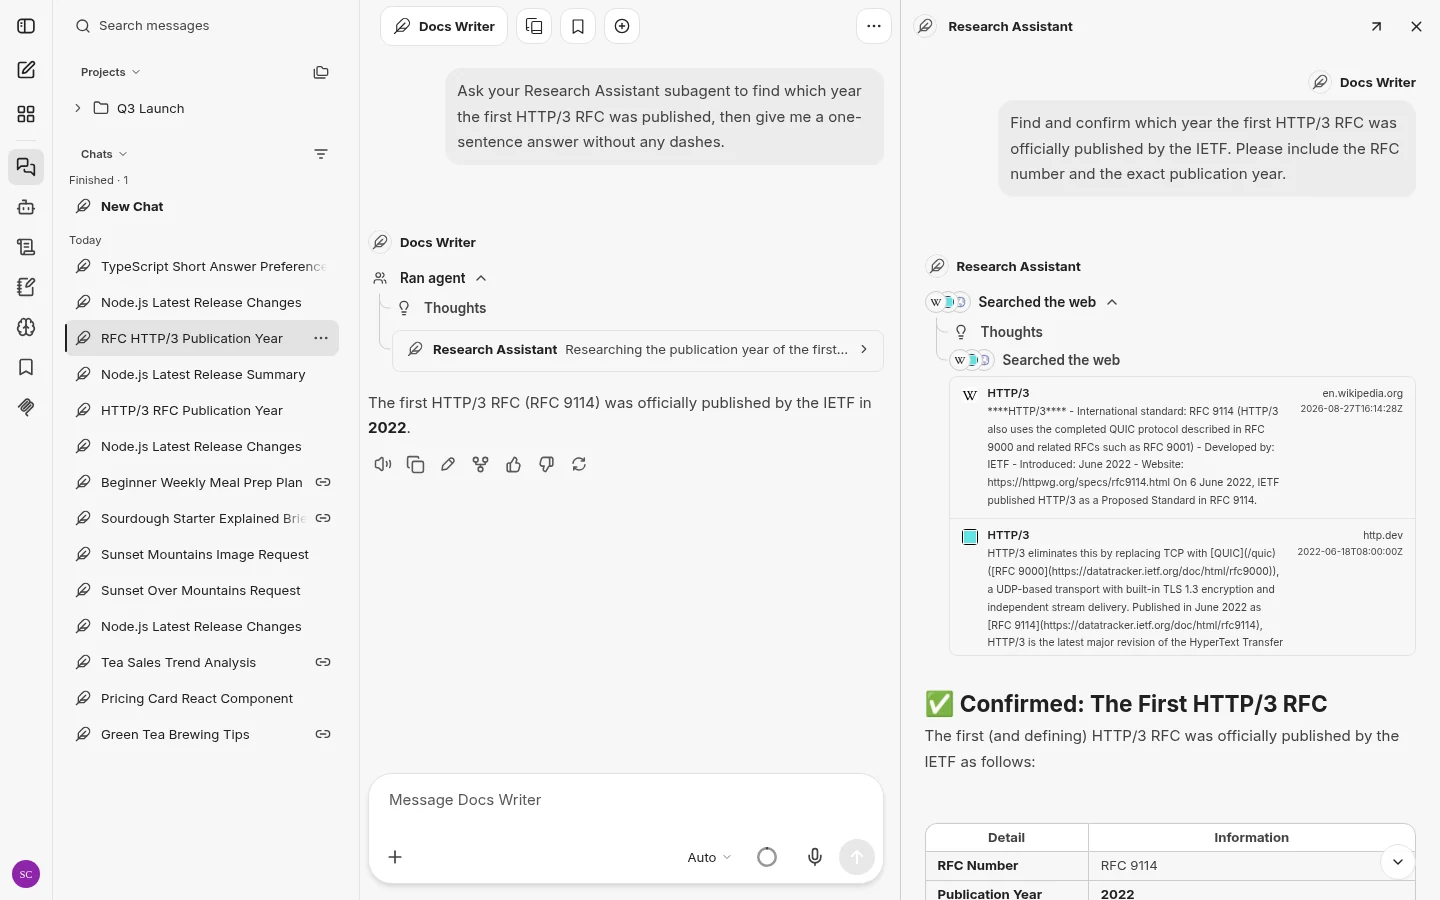 Search messages
Projects
Q3 Launch
Chats
Finished · 1
New Chat
Today
TypeScript Short Answer Preference
Node.js Latest Release Changes
RFC HTTP/3 Publication Year
Node.js Latest Release Summary
HTTP/3 RFC Publication Year
Node.js Latest Release Changes
Beginner Weekly Meal Prep Plan
Sourdough Starter Explained Brie
Sunset Mountains Image Request
Sunset Over Mountains Request
Node.js Latest Release Changes
Tea Sales Trend Analysis
Pricing Card React Component
Green Tea Brewing Tips
SC
Docs Writer
Ask your Research Assistant subagent to find which year
the first HTTP/3 RFC was published, then give me a one-
sentence answer without any dashes.
Docs Writer
Ran agent
Thoughts
Research Assistant Researching the publication year of the first...
The first HTTP/3 RFC (RFC 9114) was officially published by the IETF in
2022.
Message Docs Writer
Auto
Research Assistant
Docs Writer
Find and confirm which year the first HTTP/3 RFC was
officially published by the IETF. Please include the RFC
number and the exact publication year.
Research Assistant
W Searched the web
Thoughts
W Searched the web
W HTTP/3 en.wikipedia.org
****HTTP/3**** - International standard: RFC 9114 (HTTP/3 2026-08-27T16:14:28Z
also uses the completed QUIC protocol described in RFC
9000 and related RFCs such as RFC 9001) - Developed by:
IETF - Introduced: June 2022 - Website:
https://httpwg.org/specs/rfc9114.html On 6 June 2022, IETF
published HTTP/3 as a Proposed Standard in RFC 9114.
HTTP/3 http.dev
HTTP/3 eliminates this by replacing TCP with [QUIC](/quic) 2022-06-18T08:00:00Z
([RFC 9000](https://datatracker.ietf.org/doc/html/rfc9000)),
a UDP-based transport with built-in TLS 1.3 encryption and
independent stream delivery. Published in June 2022 as
[RFC 9114](https://datatracker.ietf.org/doc/html/rfc9114),
HTTP/3 is the latest major revision of the HyperText Transfer
✅ Confirmed: The First HTTP/3 RFC
The first (and defining) HTTP/3 RFC was officially published by the
IETF as follows:
Detail Information
RFC Number RFC 9114
Publication Year 2022